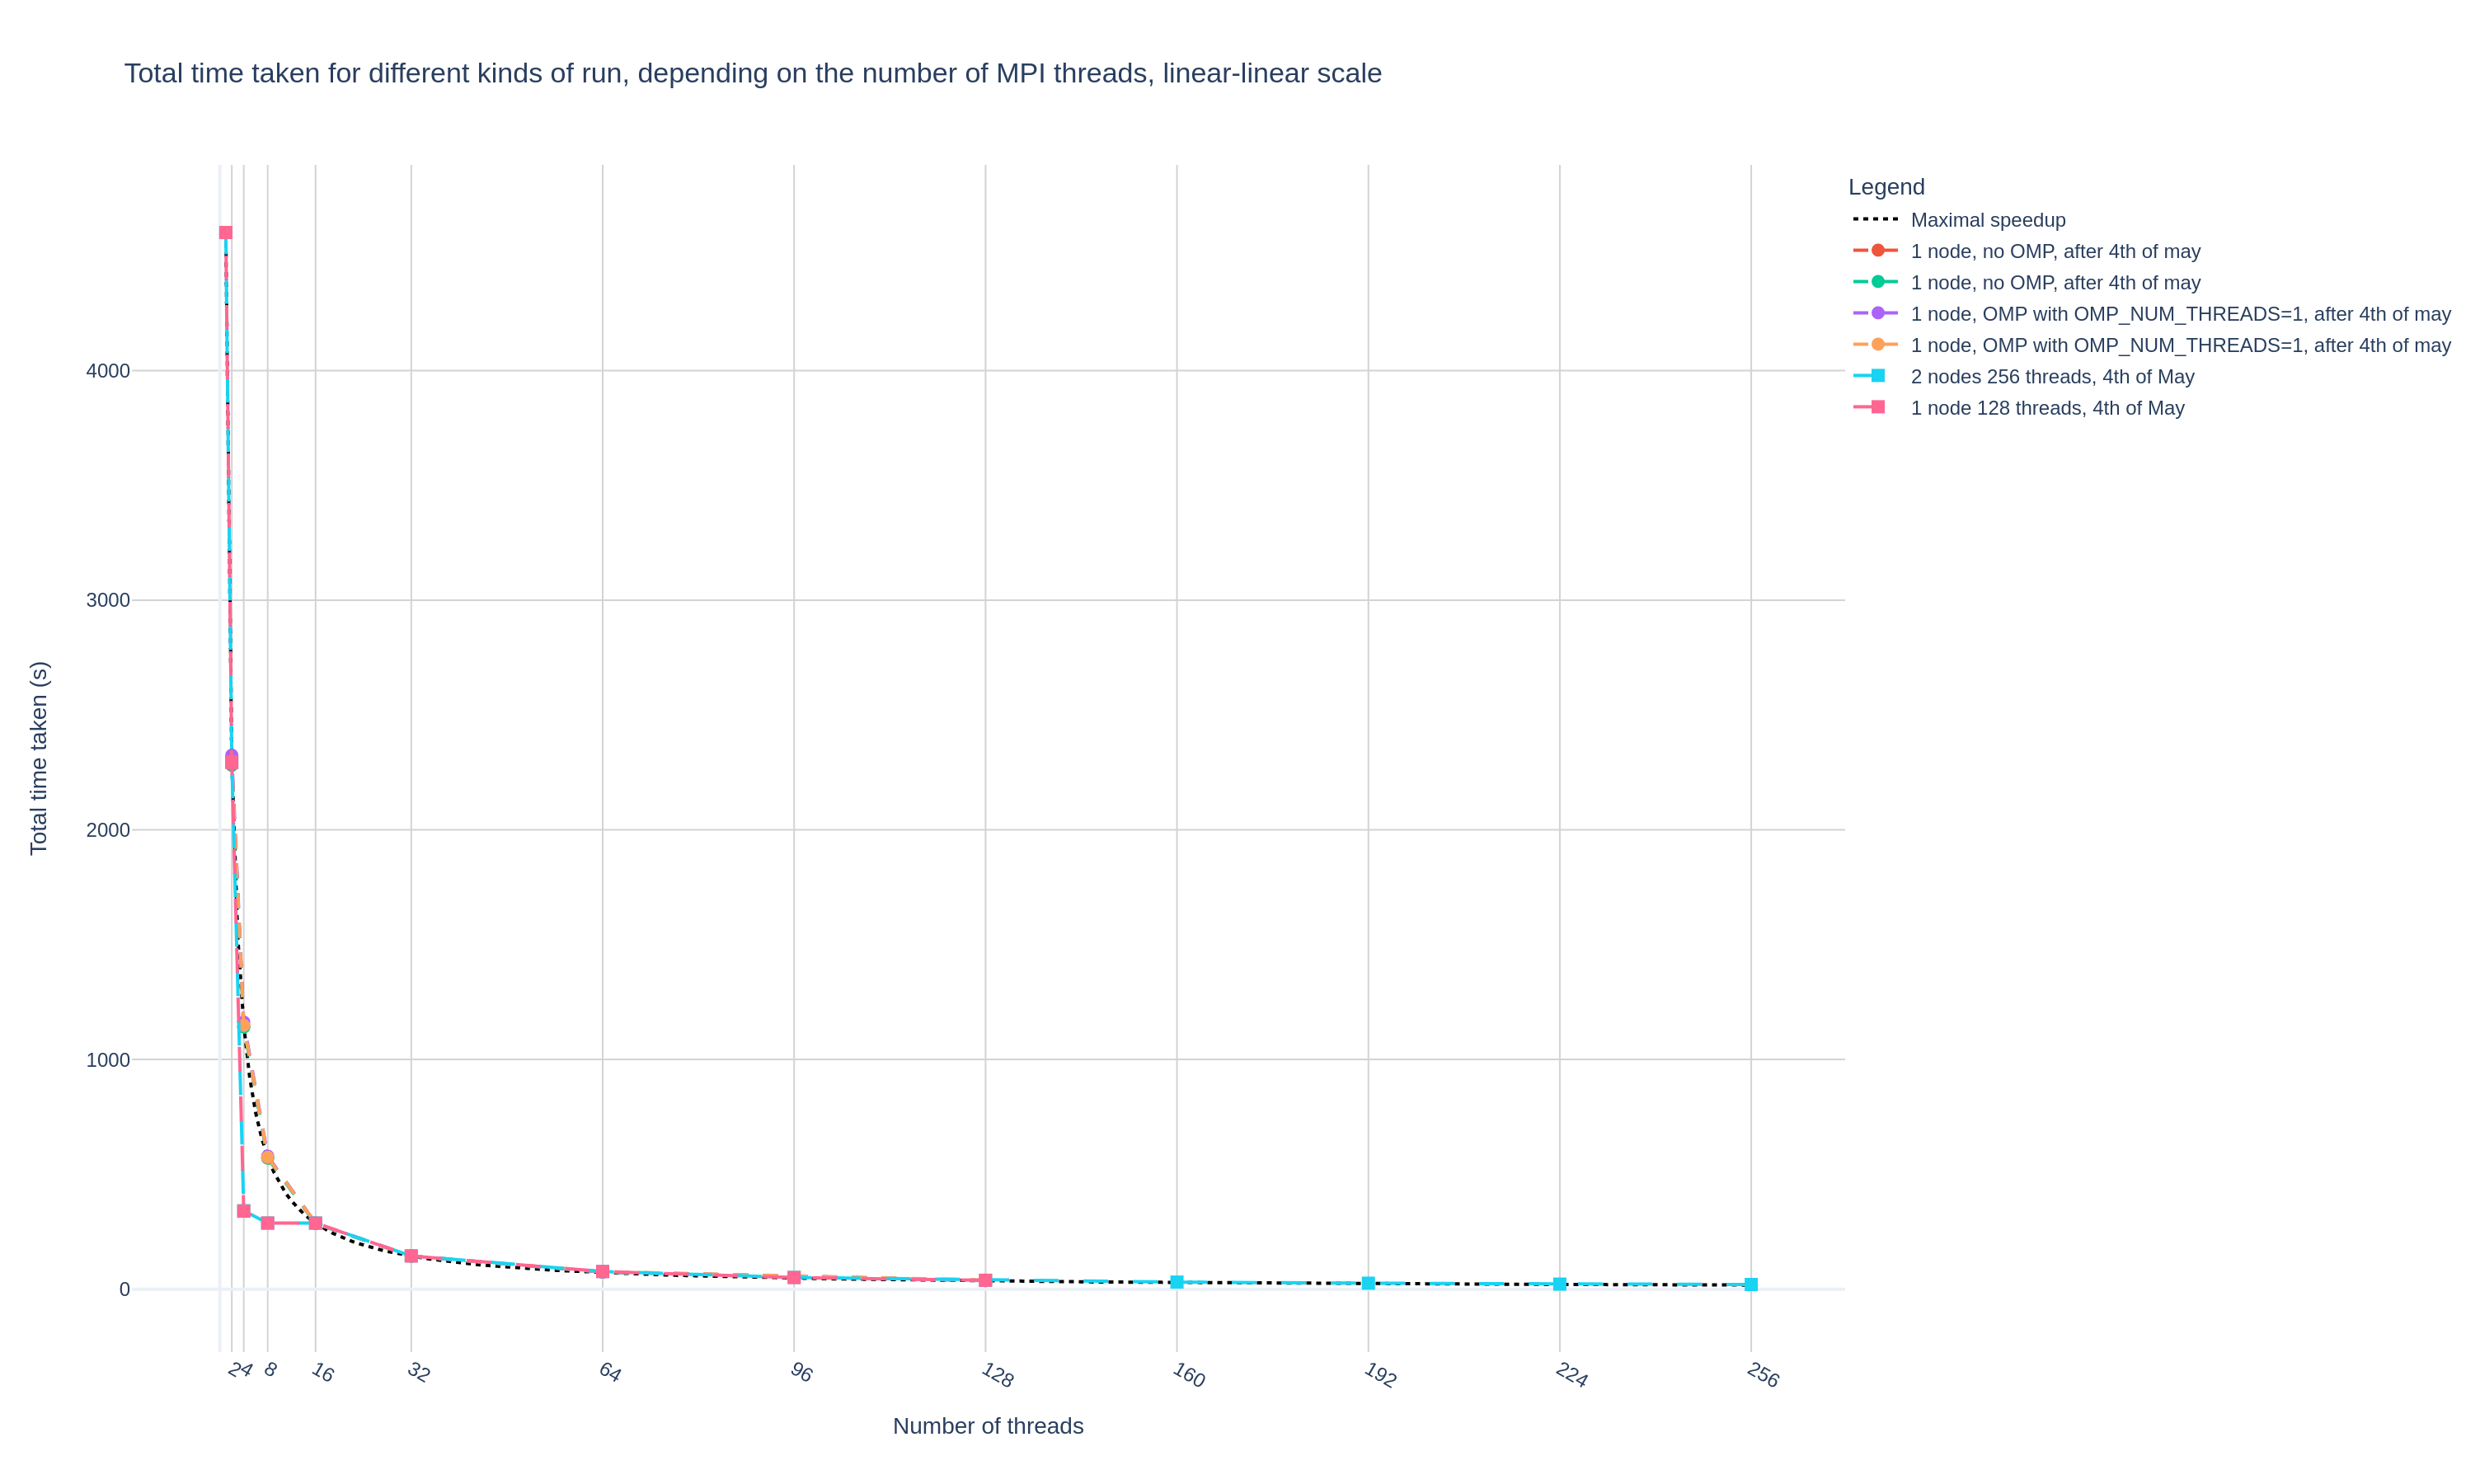 Total time taken for different kinds of run, depending on the number of MPI threads, linear-linear scale
Legend
Maximal speedup
1 node, no OMP, after 4th of may
1 node, no OMP, after 4th of may
1 node, OMP with OMP_NUM_THREADS=1, after 4th of may
1 node, OMP with OMP_NUM_THREADS=1, after 4th of may
2 nodes 256 threads, 4th of May
1 node 128 threads, 4th of May
Total time taken (s)
4000
3000
2000
1000
0
2 4 8 16 32 64 96 128 160 192 224 256
Number of threads